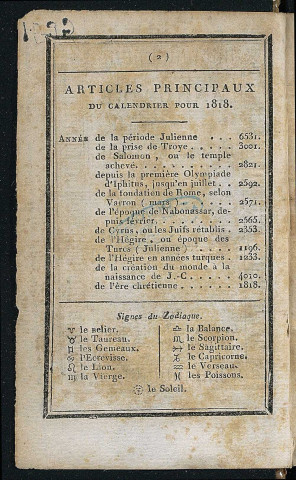 ( 2 )
ARTICLES PRINCIPAUX
DU CALENDRIER POUR 1818.
ANNÉE de la période Julienne . . . 6531.
de la prise de Troye . . . . 3001.
de Salomon, ou le temple
achevé. . . . . . . . . . 2821.
depuis la première Olympiade
d'Iphitus, jusqu'en juillet . . 2592.
de la fondation de Rome, selon
Varron ( mars ) . . . . . . 2571.
de l'époque de Nabonassar, de-
puis février. . . . . . . . 2565.
de Cyrus, ou les Juifs rétablis . 2353.
de l'Hégire, ou époque des
Turcs ( Julienne ) . . . . . 1196.
de l'Hégire en années turques . 1233.
de la création du monde à la
naissance de J.-C. . . . . . 4010.
de l'ère chrétienne . . . . . 1818.
Signes du Zodiaque.
♈ le Belier. ♎ la Balance.
♉ le Taureau. ♏ le Scorpion.
♊ les Gemeaux. ♐ le Sagittaire.
♋ l'Ecrevisse. ♑ le Capricorne.
♌ le Lion. ♒ le Verseau.
♍ la Vierge. ♓ les Poissons.
le Soleil.